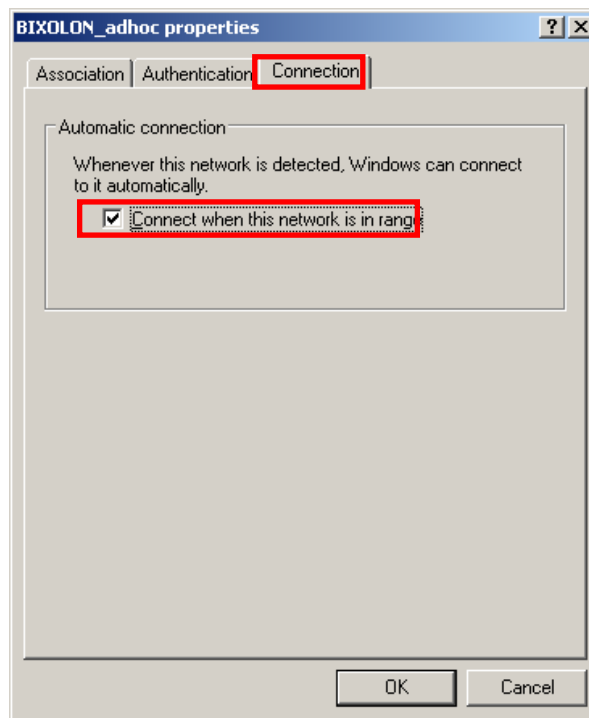 BIXOLON_adhoc properties
Association Authentication Connection
Automatic connection
Whenever this network is detected, Windows can connect
to it automatically.
Connect when this network is in range
OK Cancel